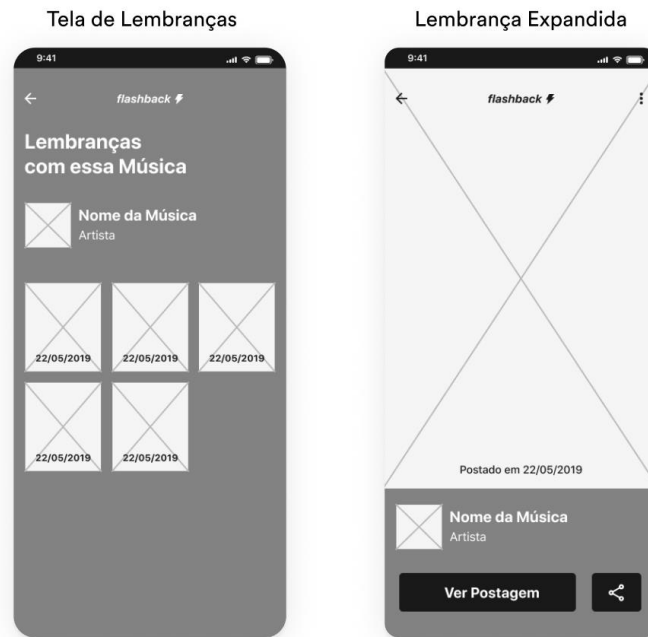 Tela de Lembranças
9:41
flashback
Lembranças
com essa Música
Nome da Música
Artista
22/05/2019 22/05/2019 22/05/2019
22/05/2019 22/05/2019
Lembrança Expandida
9:41
flashback
Postado em 22/05/2019
Nome da Música
Artista
Ver Postagem